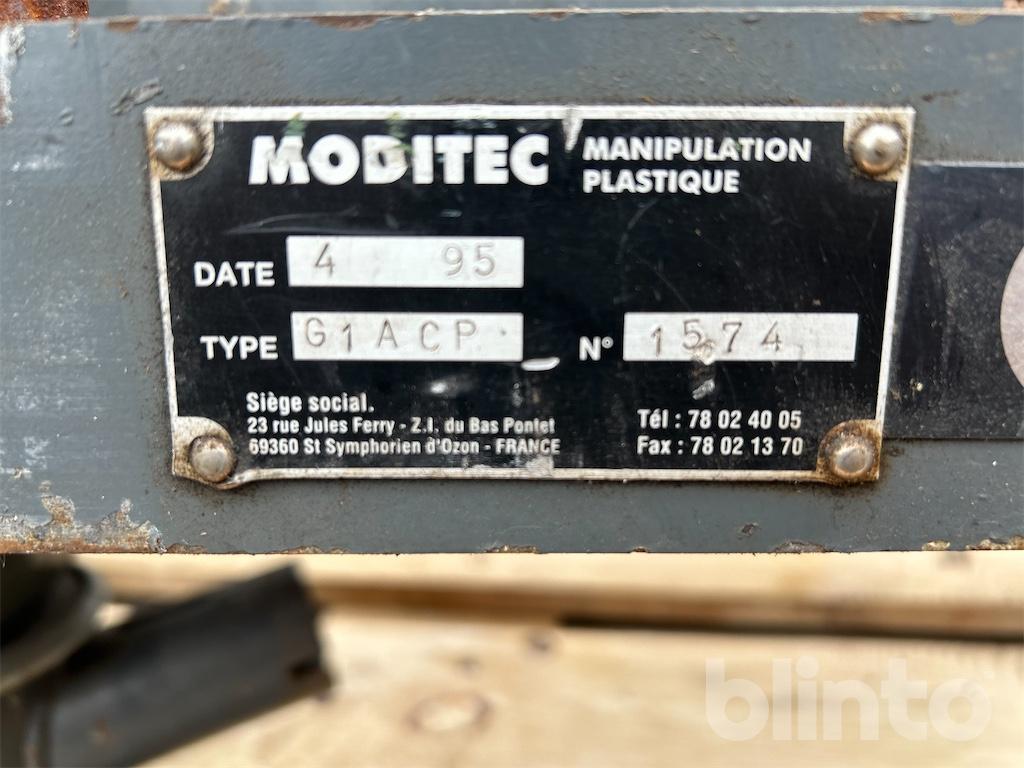 MODITEC MANIPULATION
PLASTIQUE
DATE 4 95
TYPE G1ACP. N° 1574
Siège social.
23 rue Jules Ferry - Z.I. du Bas Pontet
69360 St Symphorien d'Ozon - FRANCE
Tél : 78 02 40 05
Fax : 78 02 13 70
blinto